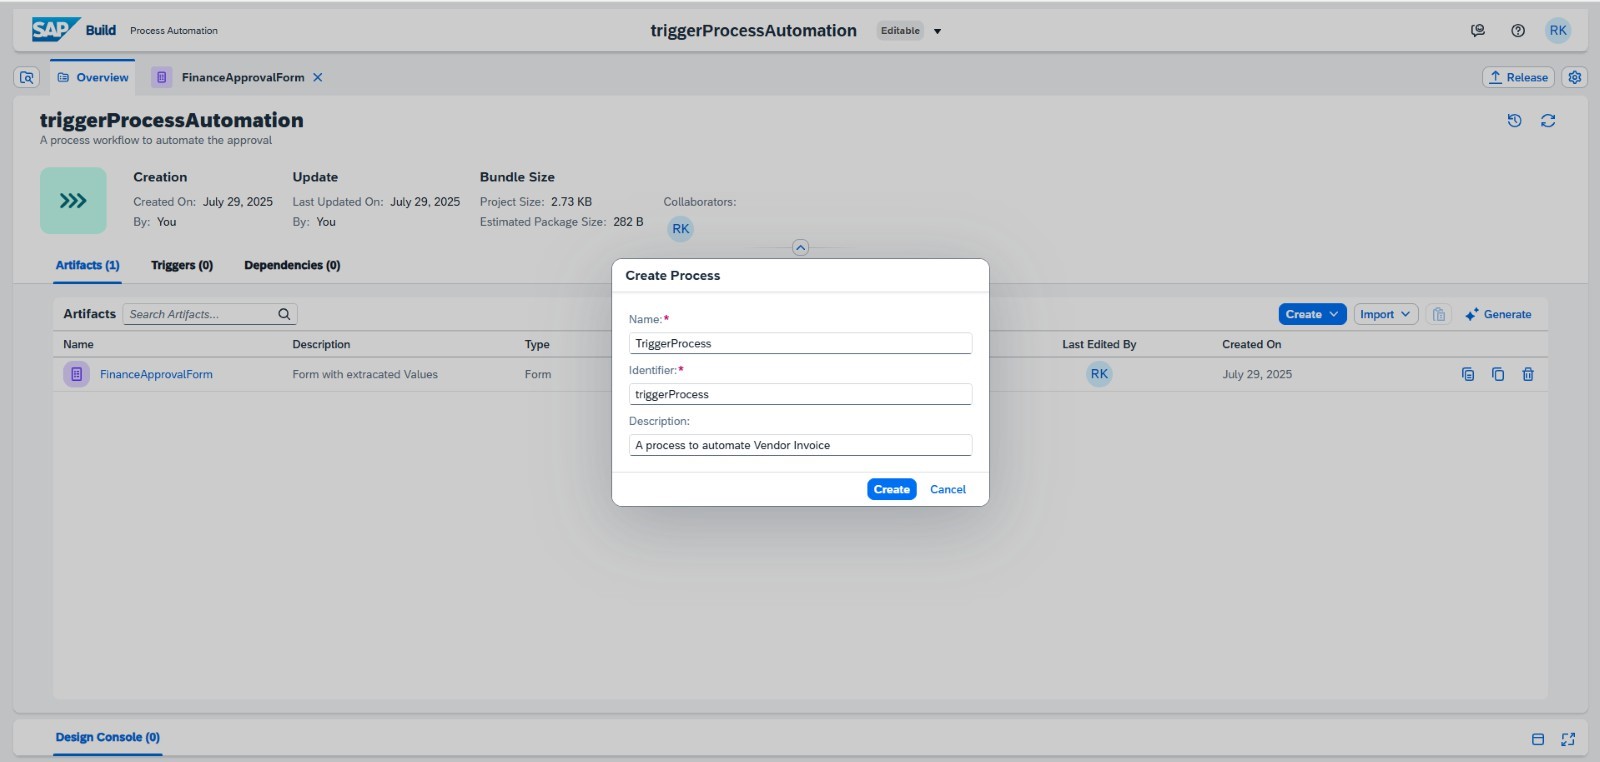 SAP Build Process Automation
triggerProcessAutomation Editable
RK
Overview FinanceApprovalForm
Release
triggerProcessAutomation
A process workflow to automate the approval
Creation Update Bundle Size
Created On: July 29, 2025 Last Updated On: July 29, 2025 Project Size: 2.73 KB Collaborators:
By: You By: You Estimated Package Size: 282 B RK
Artifacts (1) Triggers (0) Dependencies (0)
Create Process
Name:*
TriggerProcess
Identifier:*
triggerProcess
Description:
A process to automate Vendor Invoice
Create Cancel
Artifacts Search Artifacts... Create Import Generate
Name Description Type Last Edited By Created On
FinanceApprovalForm Form with extracated Values Form RK July 29, 2025
Design Console (0)